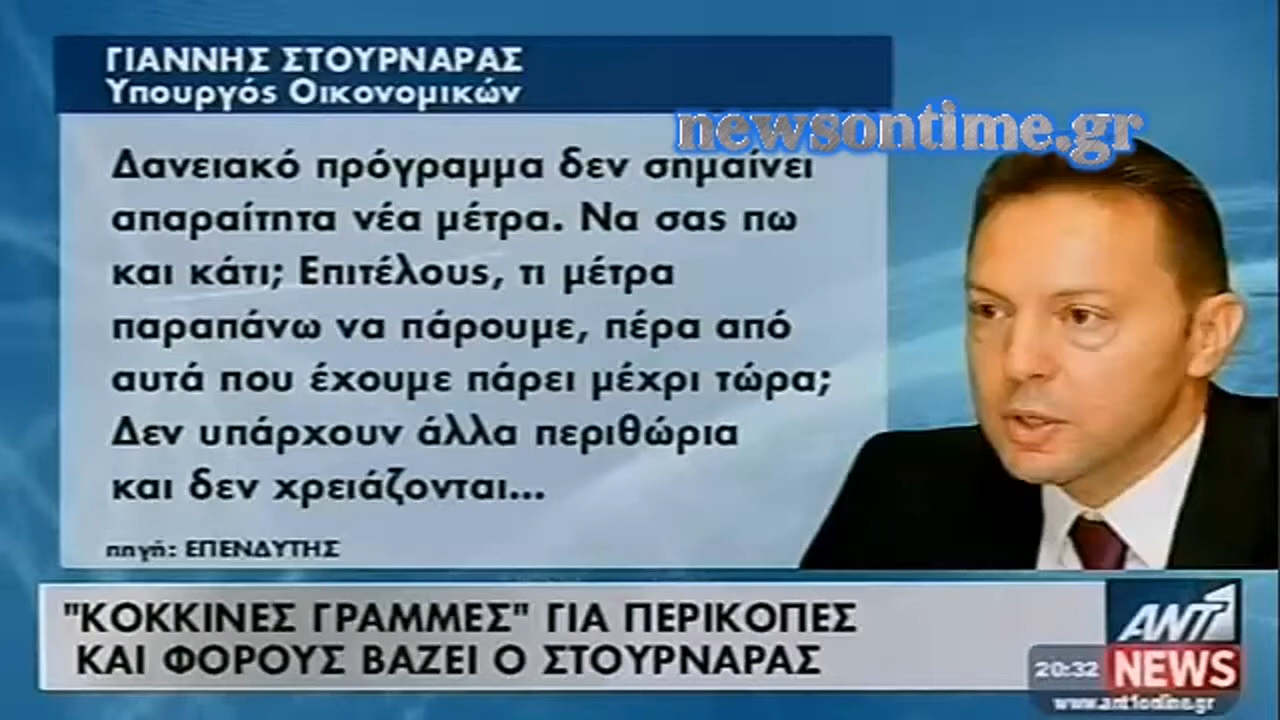 ΓΙΑΝΝΗΣ ΣΤΟΥΡΝΑΡΑΣ
Υπουργός Οικονομικών
newsontime.gr
Δανειακό πρόγραμμα δεν σημαίνει
απαραίτητα νέα μέτρα. Να σας πω
και κάτι; Επιτέλους, τι μέτρα
παραπάνω να πάρουμε, πέρα από
αυτά που έχουμε πάρει μέχρι τώρα;
Δεν υπάρχουν άλλα περιθώρια
και δεν χρειάζονται...
πηγή: ΕΠΕΝΔΥΤΗΣ
"ΚΟΚΚΙΝΕΣ ΓΡΑΜΜΕΣ" ΓΙΑ ΠΕΡΙΚΟΠΕΣ
ΚΑΙ ΦΟΡΟΥΣ ΒΑΖΕΙ Ο ΣΤΟΥΡΝΑΡΑΣ
ANT1
20:32 NEWS
www.ant1online.gr